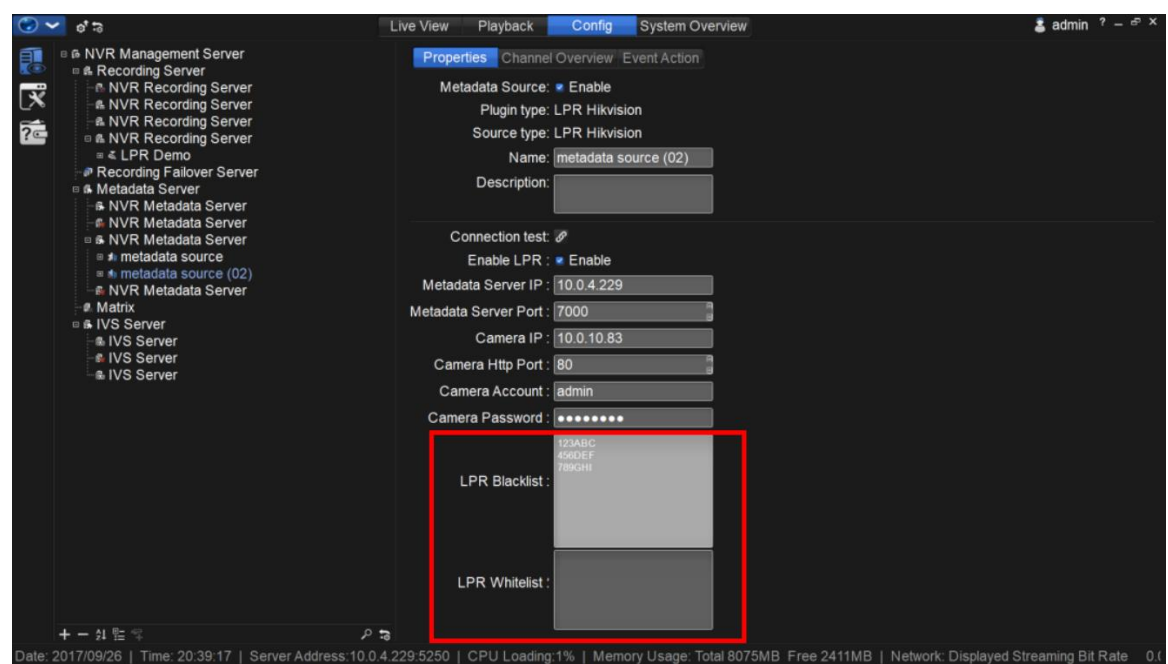 Live View Playback Config System Overview admin ? – ×
NVR Management Server
Recording Server
NVR Recording Server
NVR Recording Server
NVR Recording Server
NVR Recording Server
LPR Demo
Recording Failover Server
Metadata Server
NVR Metadata Server
NVR Metadata Server
NVR Metadata Server
metadata source
metadata source (02)
NVR Metadata Server
Matrix
IVS Server
IVS Server
IVS Server
IVS Server
Properties Channel Overview Event Action
Metadata Source: Enable
Plugin type: LPR Hikvision
Source type: LPR Hikvision
Name: metadata source (02)
Description:
Connection test:
Enable LPR : Enable
Metadata Server IP : 10.0.4.229
Metadata Server Port : 7000
Camera IP : 10.0.10.83
Camera Http Port : 80
Camera Account : admin
Camera Password : ●●●●●●●●
LPR Blacklist :
123ABC
456DEF
789GHI
LPR Whitelist :
Date: 2017/09/26 | Time: 20:39:17 | Server Address:10.0.4.229:5250 | CPU Loading:1% | Memory Usage: Total 8075MB Free 2411MB | Network: Displayed Streaming Bit Rate